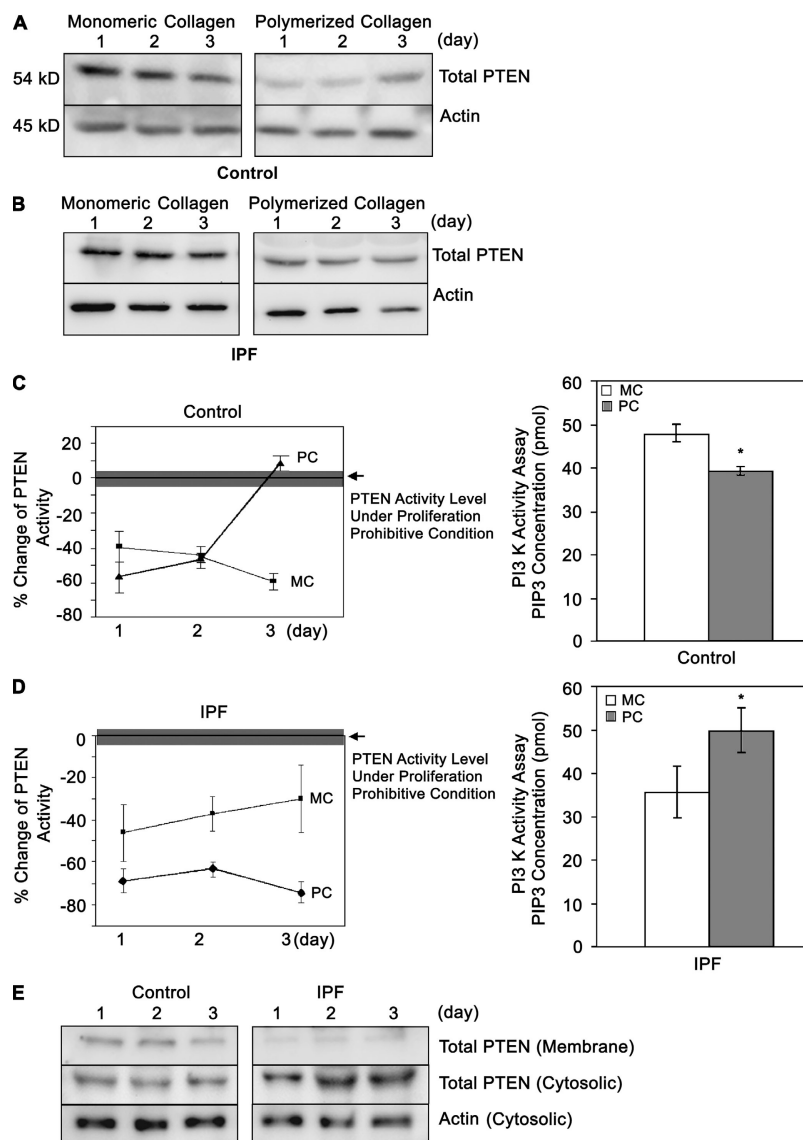 A
Monomeric Collagen Polymerized Collagen
1 2 3 1 2 3 (day)
54 kD Total PTEN
45 kD Actin
Control
B
Monomeric Collagen Polymerized Collagen
1 2 3 1 2 3 (day)
Total PTEN
Actin
IPF
C
Control
% Change of PTEN
Activity
20
0
-20
-40
-60
-80
PC
MC
1 2 3 (day)
PTEN Activity Level
Under Proliferation
Prohibitive Condition
PI3 K Activity Assay
PIP3 Concentration (pmol)
60
50
40
30
20
10
0
MC
PC
*
Control
D
IPF
% Change of PTEN
Activity
0
-20
-40
-60
-80
MC
PC
1 2 3 (day)
PTEN Activity Level
Under Proliferation
Prohibitive Condition
PI3 K Activity Assay
PIP3 Concentration (pmol)
60
50
40
30
20
10
0
MC
PC
*
IPF
E
Control IPF
1 2 3 1 2 3 (day)
Total PTEN (Membrane)
Total PTEN (Cytosolic)
Actin (Cytosolic)